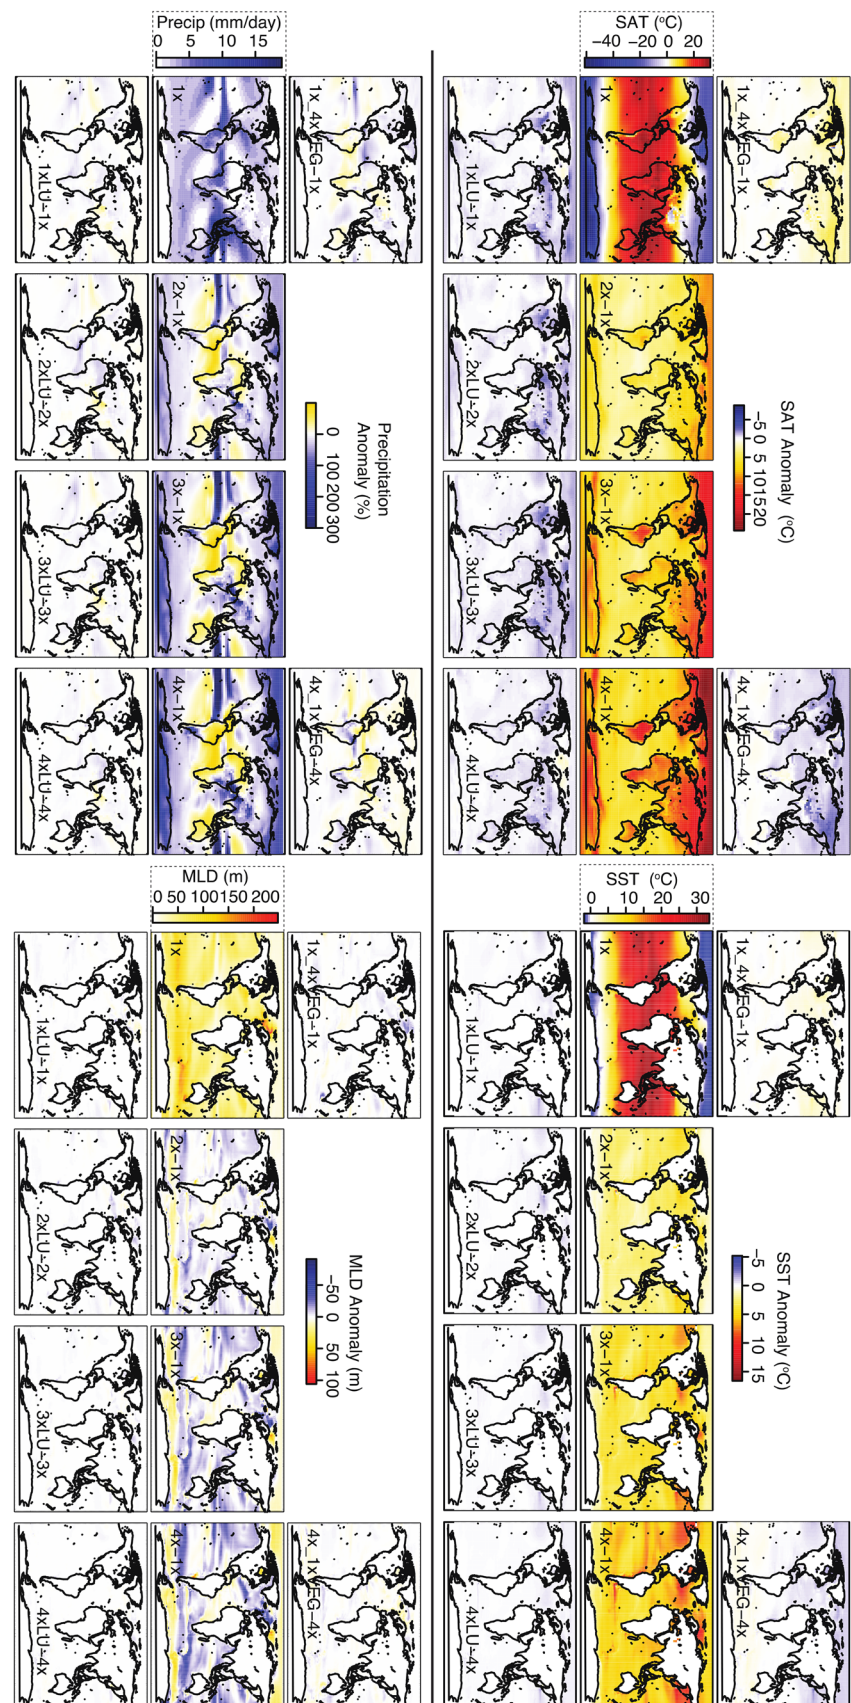 SAT (°C)
−40 −20 0 20
1x_4xVEG−1x
1x
1xLU−1x
2x−1x
2xLU−2x
SAT Anomaly (°C)
−5 0 5 10 15 20
3x−1x
3xLU−3x
4x_1xVEG−4x
4x−1x
4xLU−4x
SST (°C)
0 10 20 30
1x_4xVEG−1x
1x
1xLU−1x
2x−1x
2xLU−2x
SST Anomaly (°C)
−5 0 5 10 15
3x−1x
3xLU−3x
4x_1xVEG−4x
4x−1x
4xLU−4x
Precip (mm/day)
0 5 10 15
1x_4xVEG−1x
1x
1xLU−1x
2x−1x
2xLU−2x
Precipitation
Anomaly (%)
0 100 200 300
3x−1x
3xLU−3x
4x_1xVEG−4x
4x−1x
4xLU−4x
MLD (m)
0 50 100 150 200
1x_4xVEG−1x
1x
1xLU−1x
2x−1x
2xLU−2x
MLD Anomaly (m)
−50 0 50 100
3x−1x
3xLU−3x
4x_1xVEG−4x
4x−1x
4xLU−4x